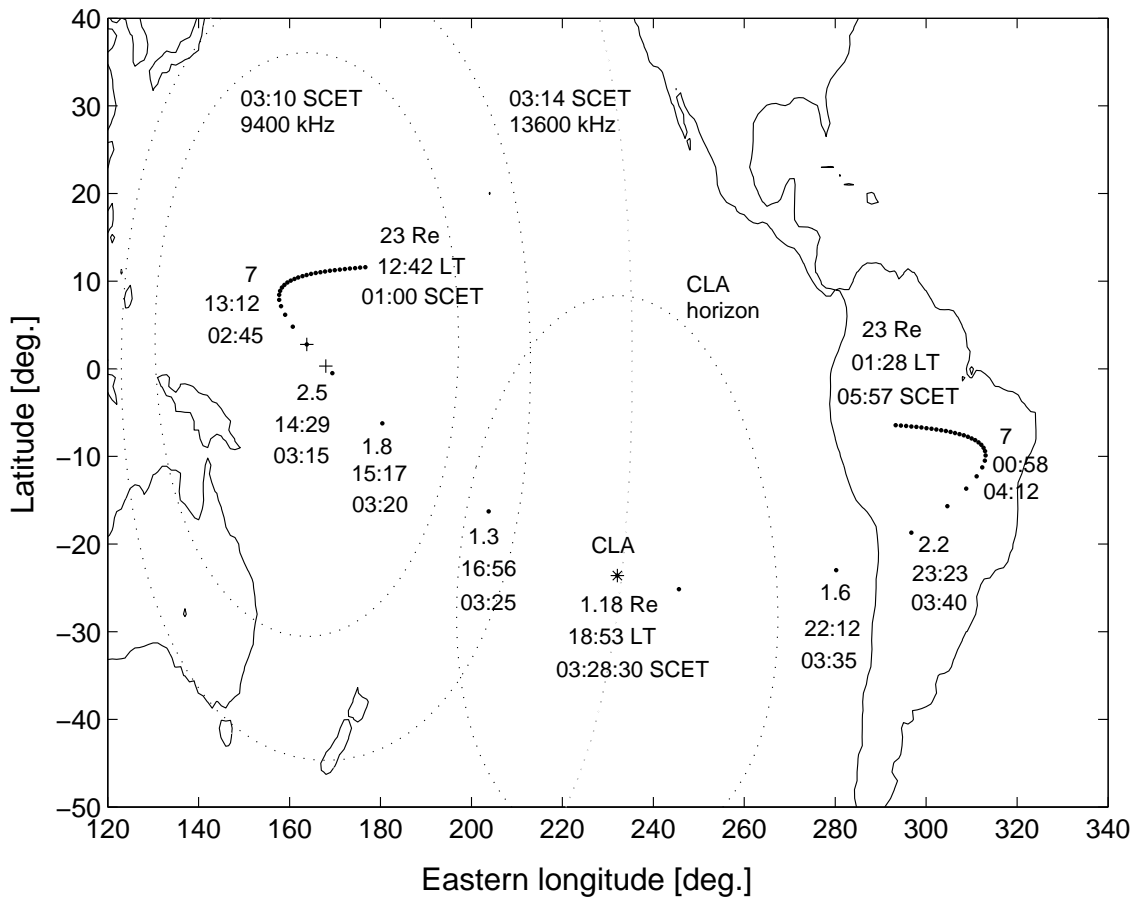 40
30
20
10
0
−10
−20
−30
−40
−50
Latitude [deg.]
03:10 SCET
9400 kHz
03:14 SCET
13600 kHz
23 Re
12:42 LT
01:00 SCET
7
13:12
02:45
2.5
14:29
03:15
1.8
15:17
03:20
1.3
16:56
03:25
CLA
horizon
CLA
1.18 Re
18:53 LT
03:28:30 SCET
23 Re
01:28 LT
05:57 SCET
7
00:58
04:12
2.2
23:23
03:40
1.6
22:12
03:35
120 140 160 180 200 220 240 260 280 300 320 340
Eastern longitude [deg.]